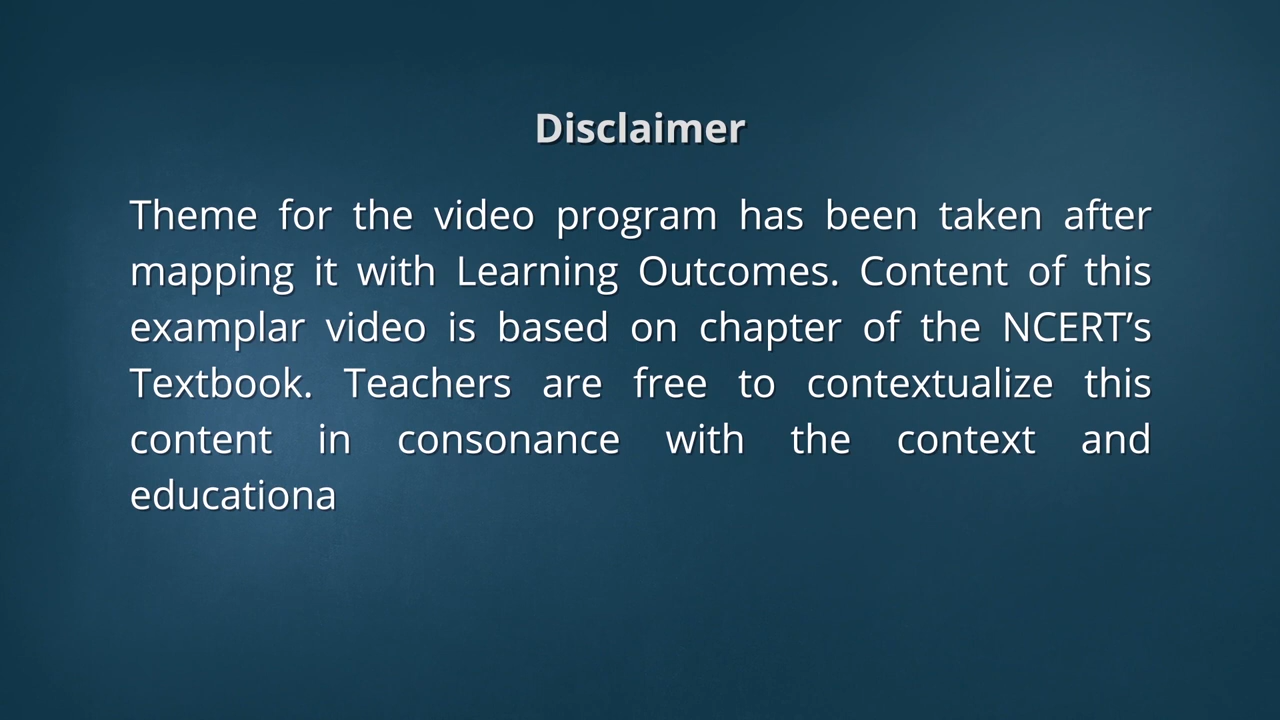 Disclaimer
Theme for the video program has been taken after
mapping it with Learning Outcomes. Content of this
examplar video is based on chapter of the NCERT’s
Textbook. Teachers are free to contextualize this
content in consonance with the context and
educationa